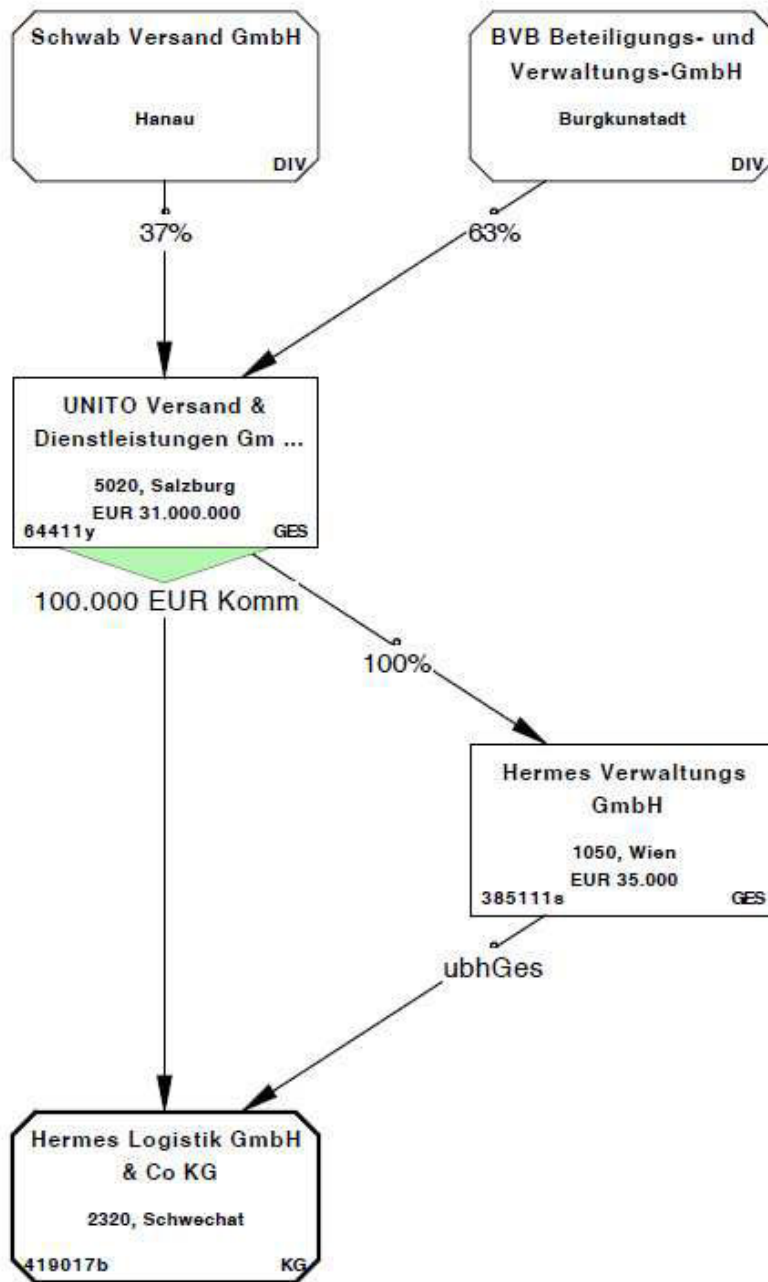 Schwab Versand GmbH
Hanau
DIV
BVB Beteiligungs- und
Verwaltungs-GmbH
Burgkunstadt
DIV
37%
63%
UNITO Versand &
Dienstleistungen Gm ...
5020, Salzburg
EUR 31.000.000
64411y GES
100.000 EUR Komm
100%
Hermes Verwaltungs
GmbH
1050, Wien
EUR 35.000
385111s GES
ubhGes
Hermes Logistik GmbH
& Co KG
2320, Schwechat
419017b KG